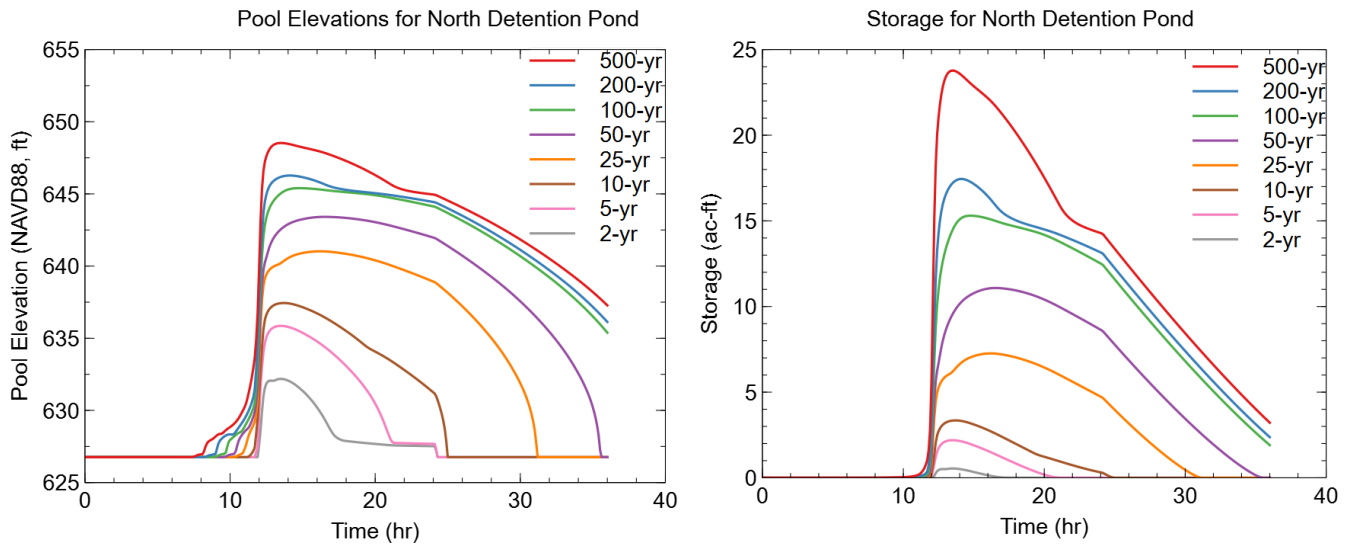 Pool Elevations for North Detention Pond
Pool Elevation (NAVD88, ft)
655
650
645
640
635
630
625
0
10
20
30
40
Time (hr)
500-yr
200-yr
100-yr
50-yr
25-yr
10-yr
5-yr
2-yr
Storage for North Detention Pond
Storage (ac-ft)
25
20
15
10
5
0
0
10
20
30
40
Time (hr)
500-yr
200-yr
100-yr
50-yr
25-yr
10-yr
5-yr
2-yr